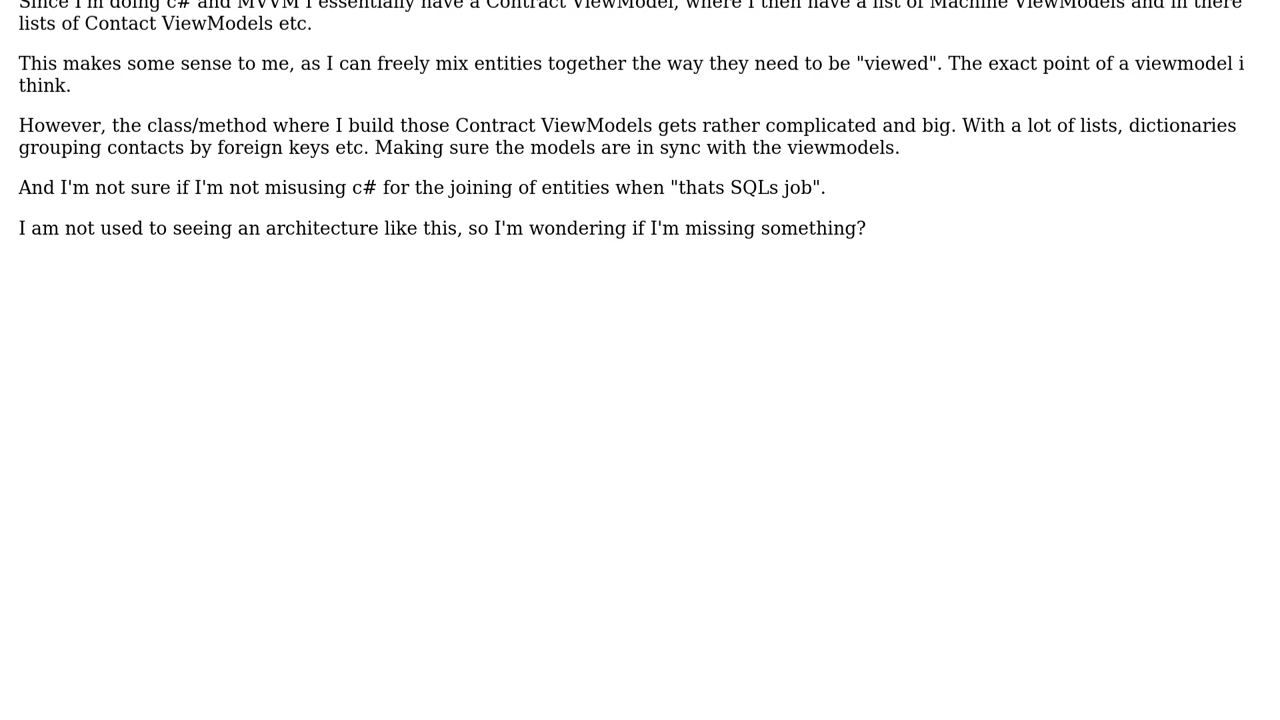 Since I'm doing c# and MVVM I essentially have a Contract ViewModel, where I then have a list of Machine ViewModels and in there
lists of Contact ViewModels etc.
This makes some sense to me, as I can freely mix entities together the way they need to be "viewed". The exact point of a viewmodel i
think.
However, the class/method where I build those Contract ViewModels gets rather complicated and big. With a lot of lists, dictionaries
grouping contacts by foreign keys etc. Making sure the models are in sync with the viewmodels.
And I'm not sure if I'm not misusing c# for the joining of entities when "thats SQLs job".
I am not used to seeing an architecture like this, so I'm wondering if I'm missing something?